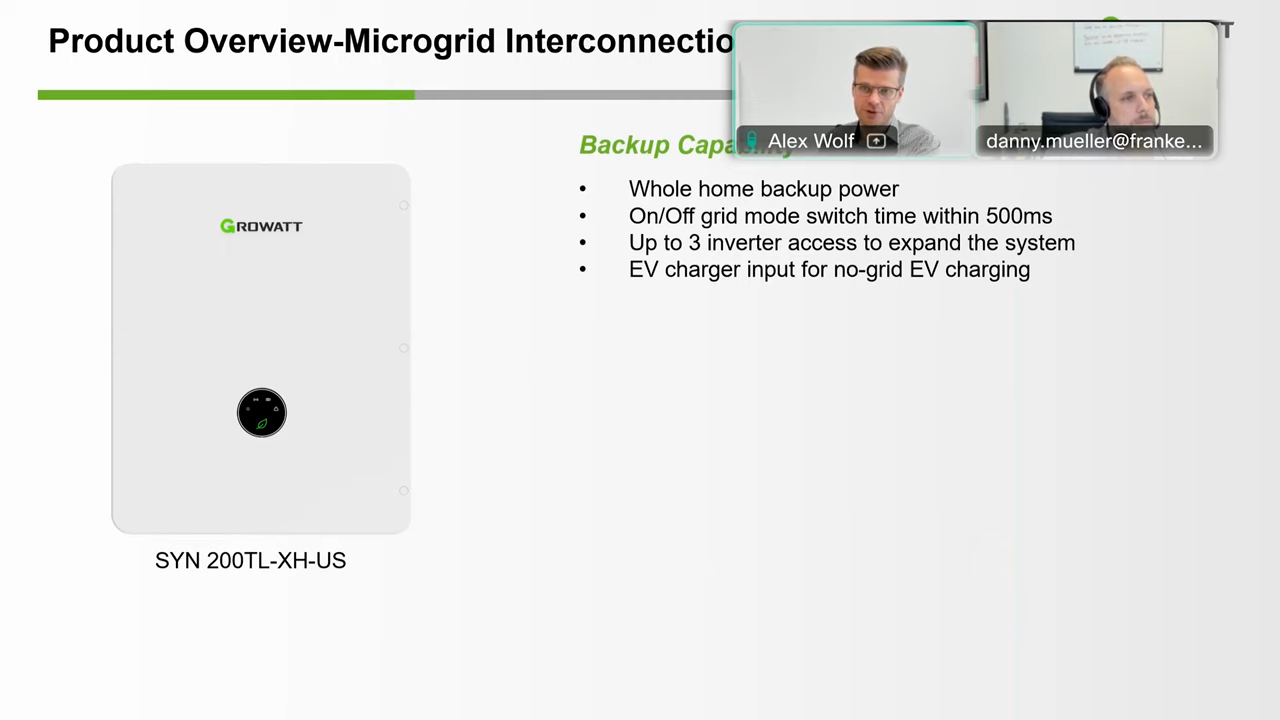 Product Overview-Microgrid Interconnectio
Alex Wolf
danny.mueller@franke...
Backup Capability
GROWATT
• Whole home backup power
• On/Off grid mode switch time within 500ms
• Up to 3 inverter access to expand the system
• EV charger input for no-grid EV charging
SYN 200TL-XH-US